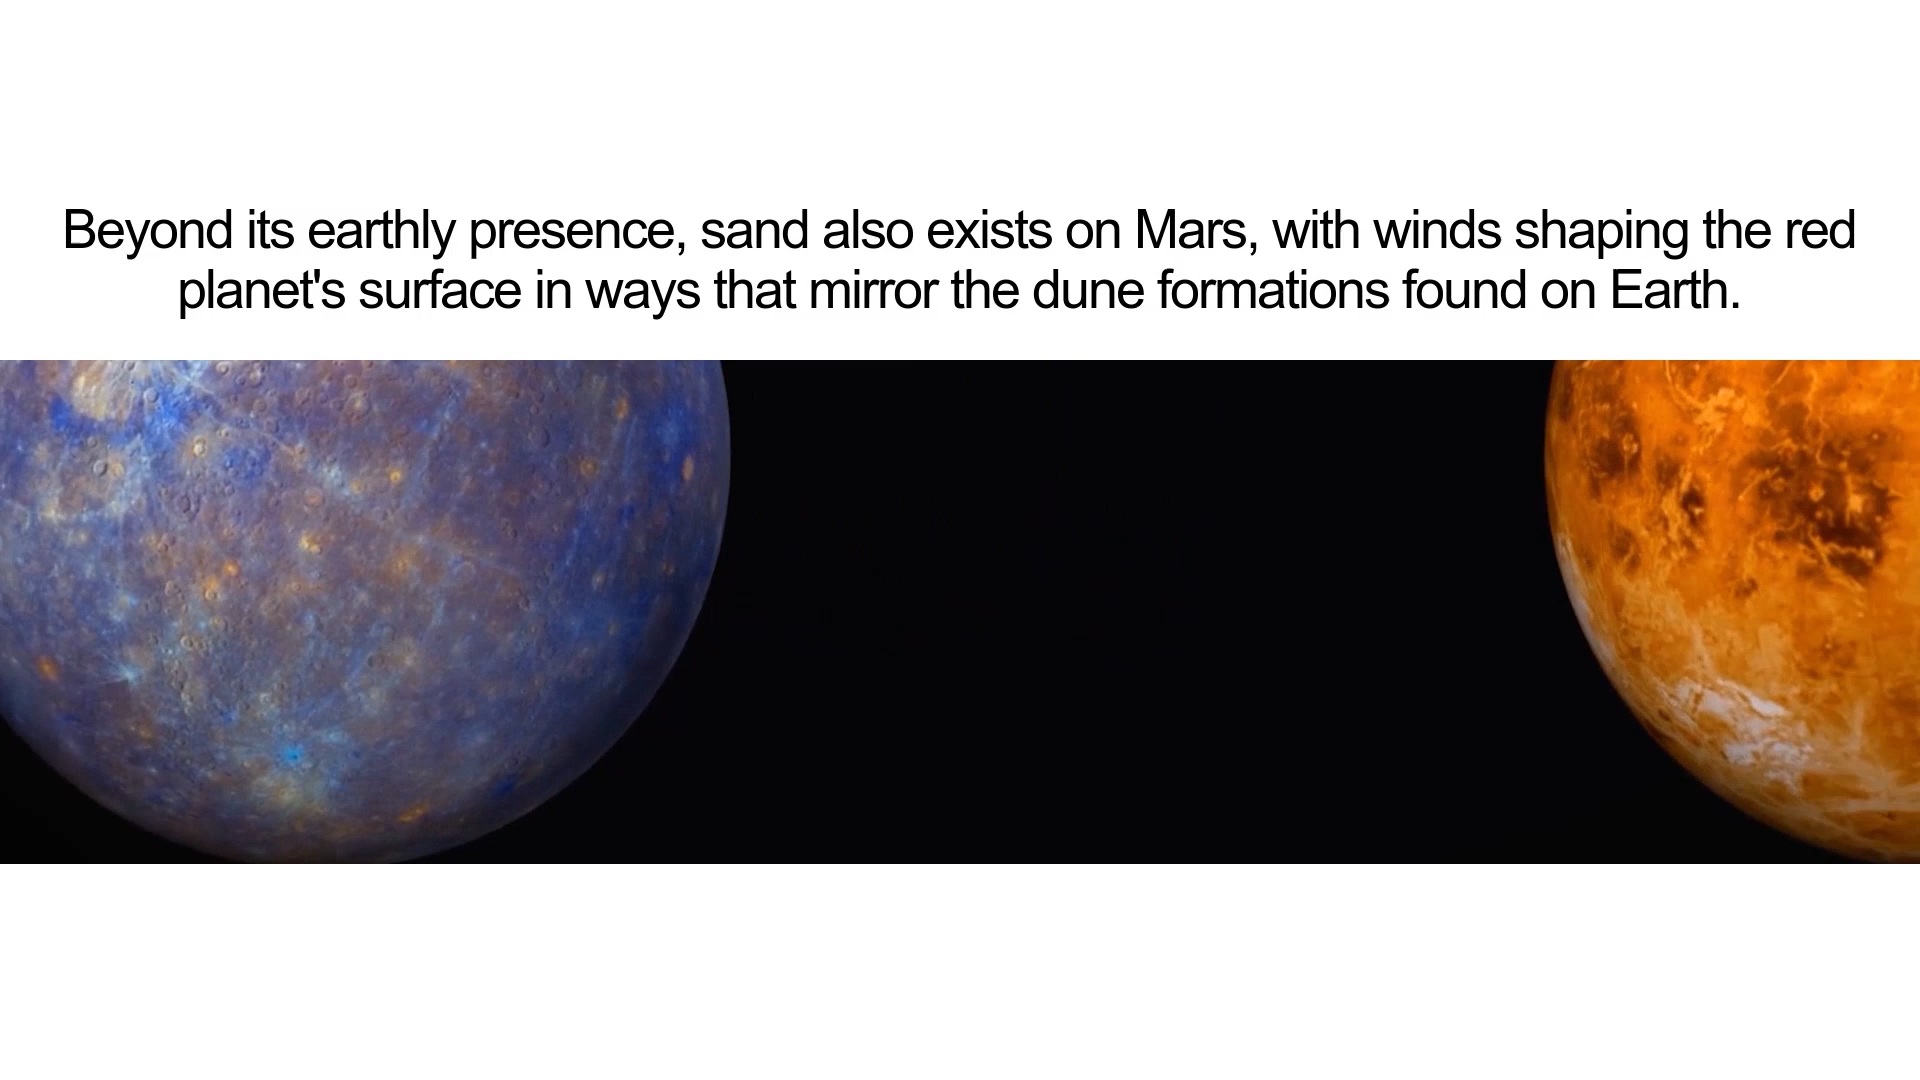 Beyond its earthly presence, sand also exists on Mars, with winds shaping the red
planet's surface in ways that mirror the dune formations found on Earth.